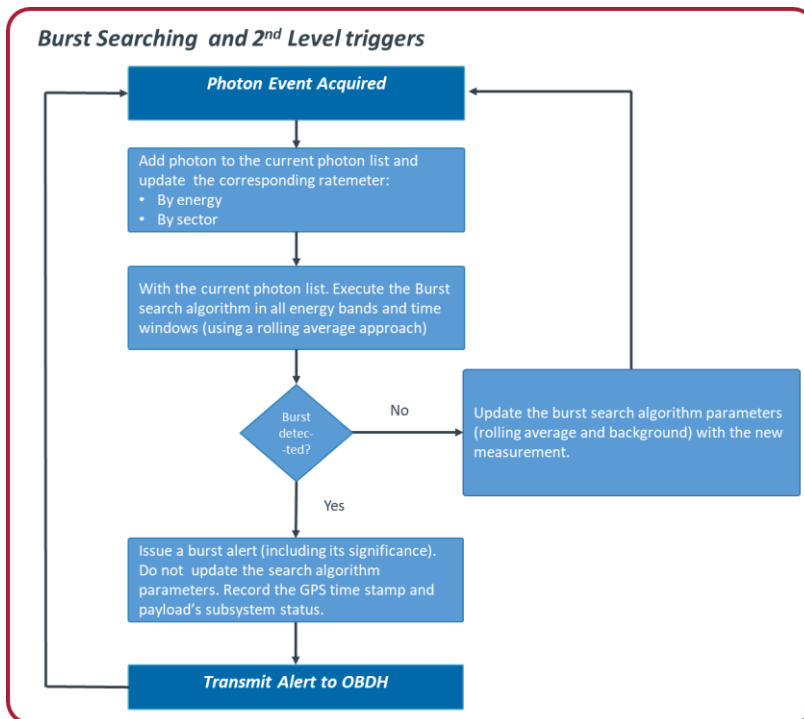 Burst Searching and 2nd Level triggers
Photon Event Acquired
Add photon to the current photon list and
update the corresponding ratemeter:
• By energy
• By sector
With the current photon list. Execute the Burst
search algorithm in all energy bands and time
windows (using a rolling average approach)
Burst
detec-
-ted?
No
Update the burst search algorithm parameters
(rolling average and background) with the new
measurement.
Yes
Issue a burst alert (including its significance).
Do not update the search algorithm
parameters. Record the GPS time stamp and
payload's subsystem status.
Transmit Alert to OBDH